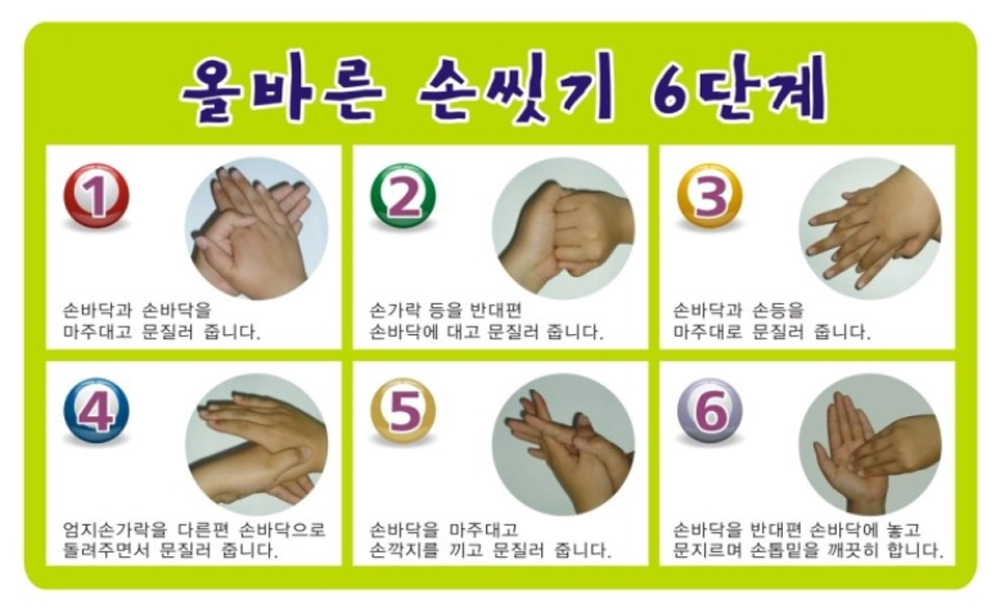 올바른 손씻기 6단계
1
손바닥과 손바닥을
마주대고 문질러 줍니다.
2
손가락 등을 반대편
손바닥에 대고 문질러 줍니다.
3
손바닥과 손등을
마주대로 문질러 줍니다.
4
엄지손가락을 다른편 손바닥으로
돌려주면서 문질러 줍니다.
5
손바닥을 마주대고
손깍지를 끼고 문질러 줍니다.
6
손바닥을 반대편 손바닥에 놓고
문지르며 손톱밑을 깨끗히 합니다.